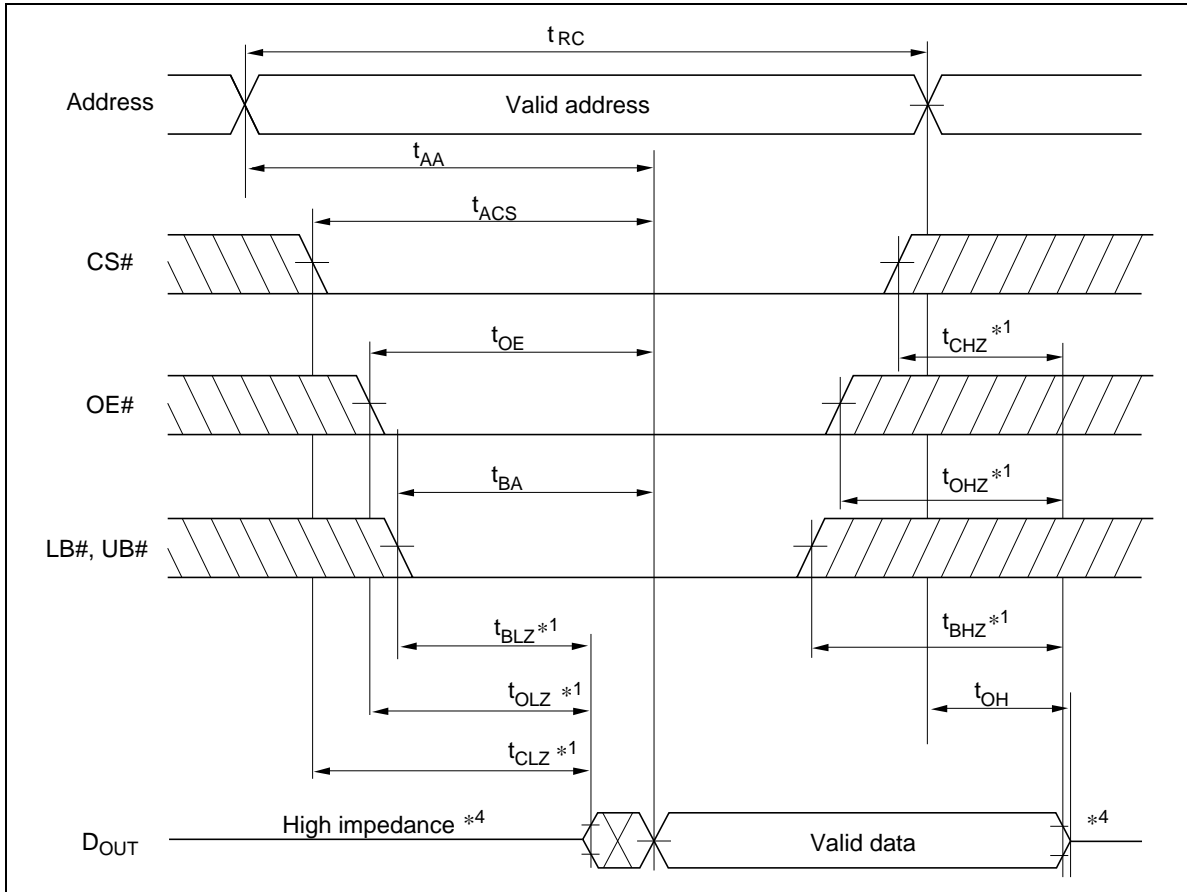 tRC
Address
Valid address
tAA
tACS
CS#
tOE
tCHZ *1
OE#
tBA
tOHZ *1
LB#, UB#
tBLZ *1
tBHZ *1
tOLZ *1
tOH
tCLZ *1
High impedance *4
*4
DOUT
Valid data